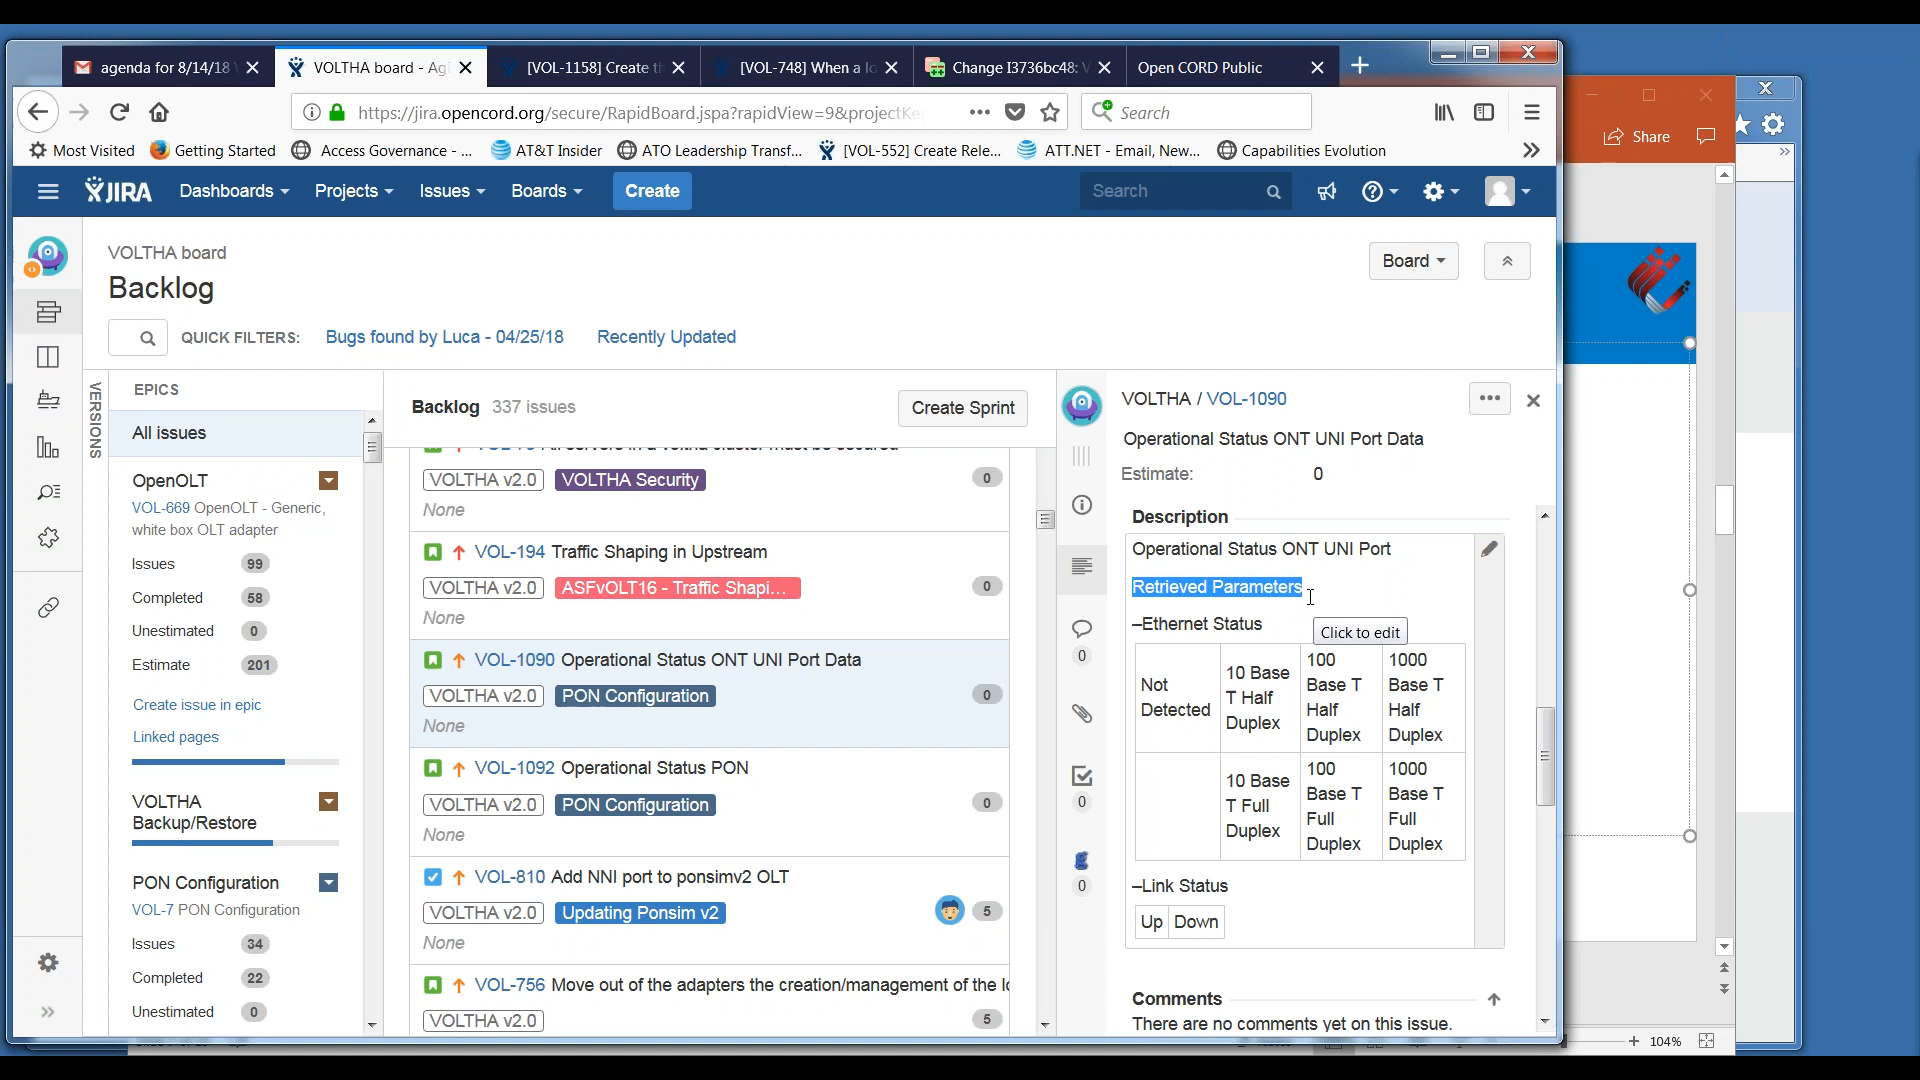 agenda for 8/14/18
VOLTHA board - Agi
[VOL-1158] Create th
[VOL-748] When a lo
Change I3736bc48: V
Open CORD Public
https://jira.opencord.org/secure/RapidBoard.jspa?rapidView=9&projectKe
Search
Most Visited
Getting Started
Access Governance - ...
AT&T Insider
ATO Leadership Transf...
[VOL-552] Create Rele...
ATT.NET - Email, New...
Capabilities Evolution
Share
JIRA
Dashboards
Projects
Issues
Boards
Create
Search
VOLTHA board
Backlog
Board
QUICK FILTERS:
Bugs found by Luca - 04/25/18
Recently Updated
VERSIONS
EPICS
All issues
OpenOLT
VOL-669 OpenOLT - Generic,
white box OLT adapter
Issues 99
Completed 58
Unestimated 0
Estimate 201
Create issue in epic
Linked pages
VOLTHA
Backup/Restore
PON Configuration
VOL-7 PON Configuration
Issues 34
Completed 22
Unestimated 0
Backlog 337 issues
Create Sprint
VOLTHA v2.0 VOLTHA Security 0
None
VOL-194 Traffic Shaping in Upstream
VOLTHA v2.0 ASFvOLT16 - Traffic Shapi... 0
None
VOL-1090 Operational Status ONT UNI Port Data
VOLTHA v2.0 PON Configuration 0
None
VOL-1092 Operational Status PON
VOLTHA v2.0 PON Configuration 0
None
VOL-810 Add NNI port to ponsimv2 OLT
VOLTHA v2.0 Updating Ponsim v2 5
None
VOL-756 Move out of the adapters the creation/management of the lo
VOLTHA v2.0 5
VOLTHA / VOL-1090
Operational Status ONT UNI Port Data
Estimate: 0
Description
Operational Status ONT UNI Port
Retrieved Parameters
–Ethernet Status
Click to edit
Not
Detected
10 Base
T Half
Duplex
100
Base T
Half
Duplex
1000
Base T
Half
Duplex
10 Base
T Full
Duplex
100
Base T
Full
Duplex
1000
Base T
Full
Duplex
–Link Status
Up Down
Comments
There are no comments yet on this issue.
0
0
0
104%